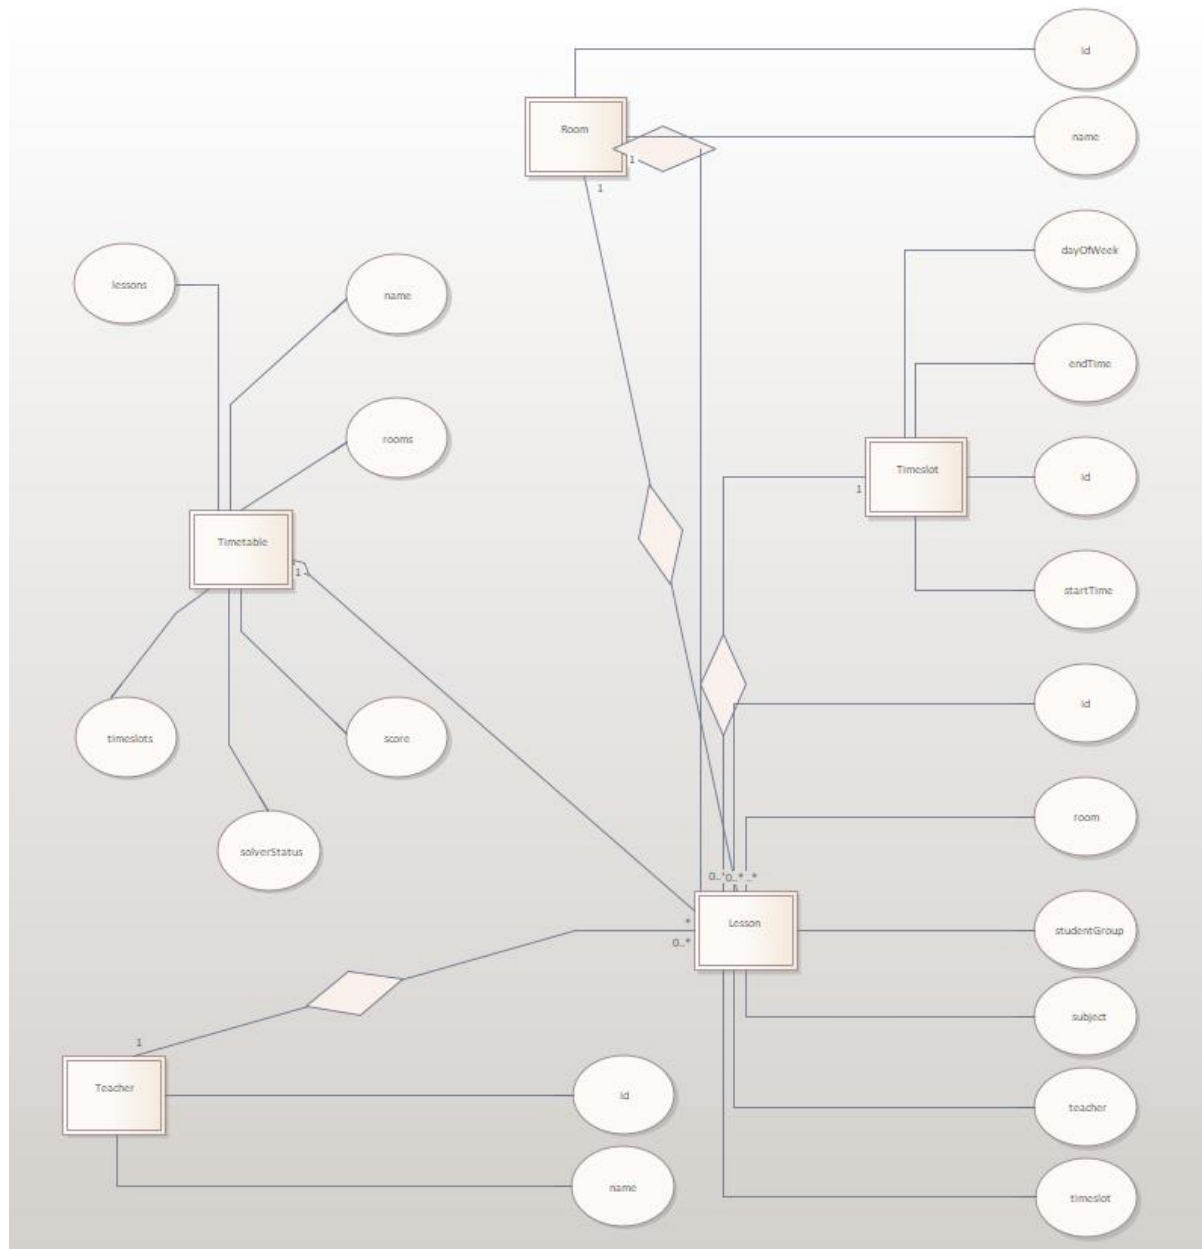 id
Room
name
1
1
dayOfWeek
lessons
name
endTime
rooms
Timeslot
id
1
Timetable
1
startTime
id
timeslots
score
room
solverStatus
0..*
..*
Lesson
*
studentGroup
0..*
subject
1
Teacher
id
teacher
name
timeslot